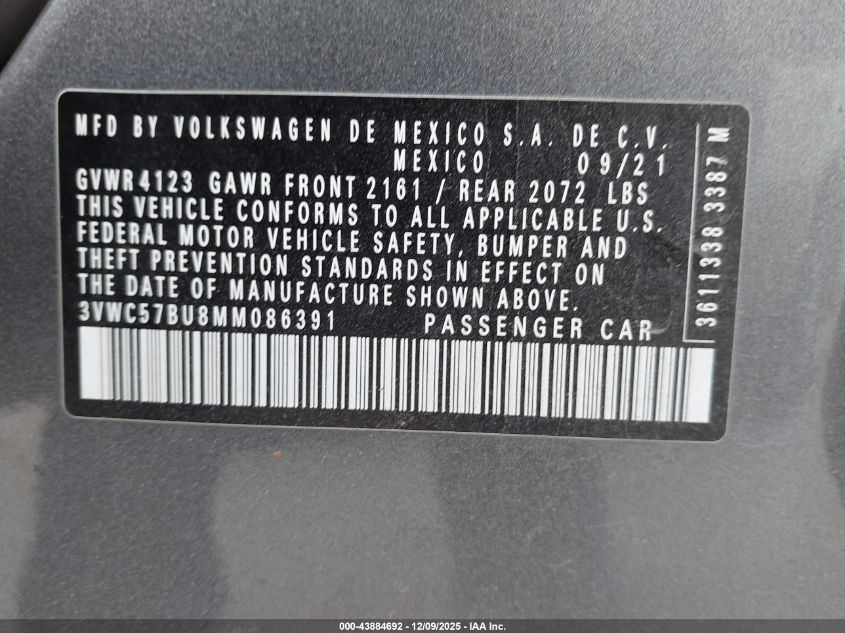 MFD BY VOLKSWAGEN DE MEXICO S.A. DE C.V.
MEXICO 09/21
GVWR 4123 GAWR FRONT 2161 / REAR 2072 LBS
THIS VEHICLE CONFORMS TO ALL APPLICABLE U.S.
FEDERAL MOTOR VEHICLE SAFETY, BUMPER AND
THEFT PREVENTION STANDARDS IN EFFECT ON
THE DATE OF MANUFACTURE SHOWN ABOVE.
3VWC57BU8MM086391 PASSENGER CAR
3611338 3387 M
000-43884692 - 12/09/2025 - IAA Inc.